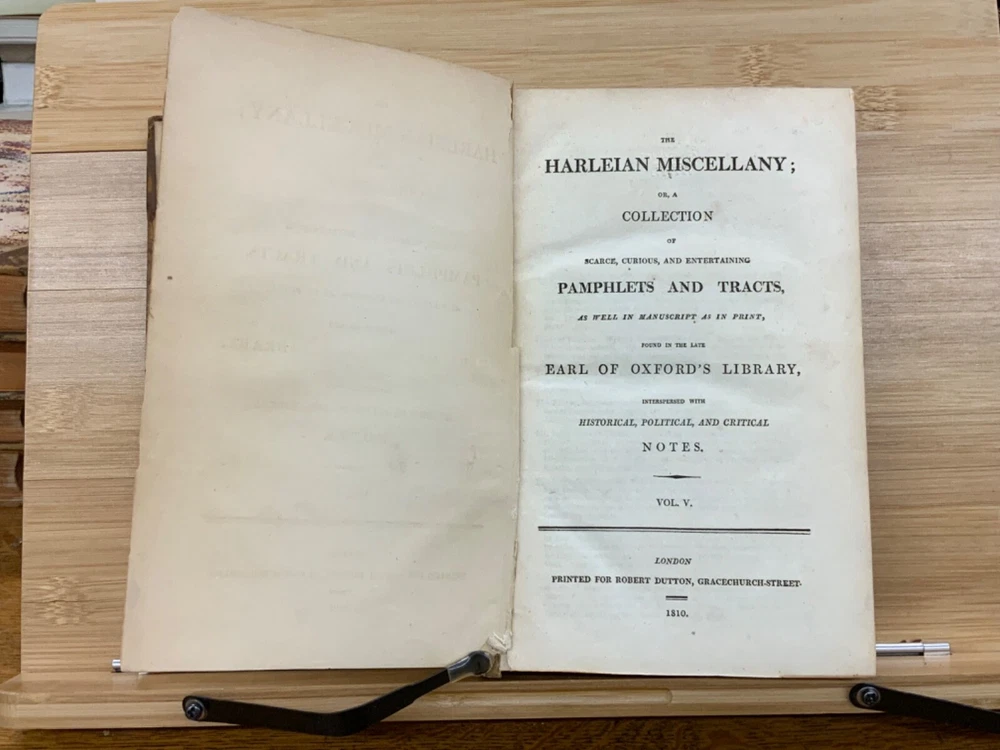 THE
HARLEIAN MISCELLANY;
OR, A
COLLECTION
OF
SCARCE, CURIOUS, AND ENTERTAINING
PAMPHLETS AND TRACTS,
AS WELL IN MANUSCRIPT AS IN PRINT,
FOUND IN THE LATE
EARL OF OXFORD'S LIBRARY,
INTERSPERSED WITH
HISTORICAL, POLITICAL, AND CRITICAL
NOTES.
VOL. V.
LONDON
PRINTED FOR ROBERT DUTTON, GRACECHURCH-STREET.
1810.